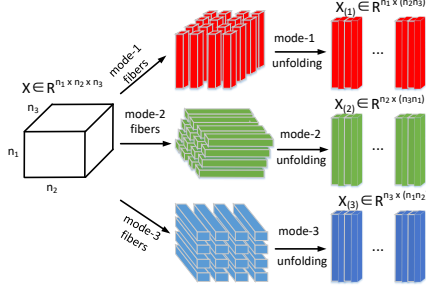 X ∈ R^{n₁ x n₂ x n₃}
n₃
n₁
n₂
mode-1
fibers
mode-1
unfolding
X₍₁₎ ∈ R^{n₁ x (n₂n₃)}
...
mode-2
fibers
mode-2
unfolding
X₍₂₎ ∈ R^{n₂ x (n₃n₁)}
...
mode-3
fibers
mode-3
unfolding
X₍₃₎ ∈ R^{n₃ x (n₁n₂}
...